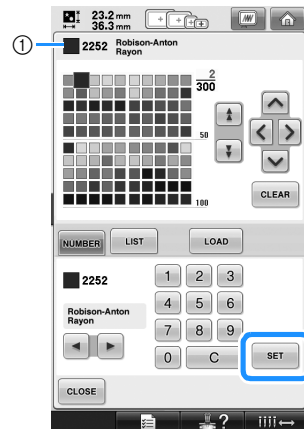 23.2 mm
36.3 mm
1
2252 Robison-Anton
Rayon
2
300
50
100
CLEAR
NUMBER LIST LOAD
2252
Robison-Anton
Rayon
1 2 3
4 5 6
7 8 9
0 C
SET
CLOSE
?